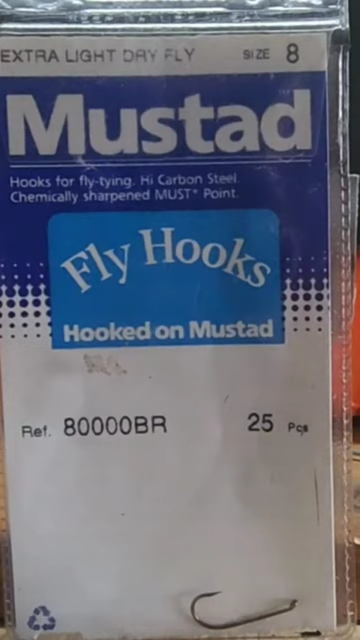 EXTRA LIGHT DRY FLY SIZE 8
Mustad
Hooks for fly-tying. Hi Carbon Steel.
Chemically sharpened MUST* Point.
Fly Hooks
Hooked on Mustad
Ref. 80000BR 25 Pcs